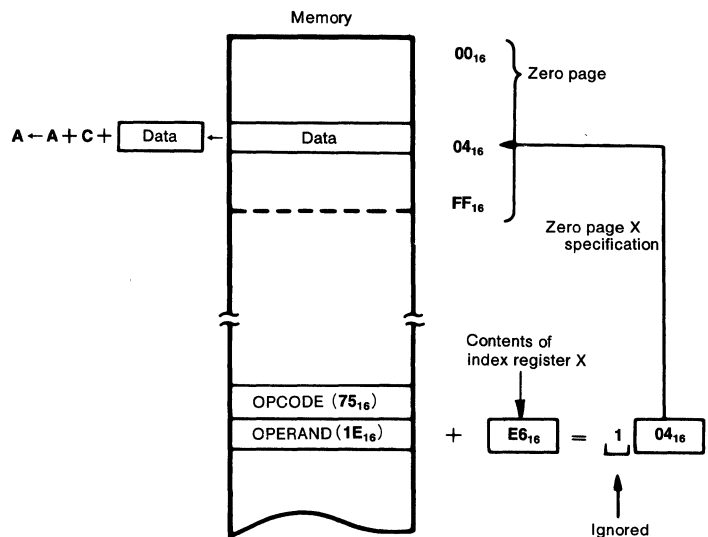 Memory
00₁₆
Zero page
A ← A + C + Data ← Data
04₁₆
FF₁₆
Zero page X
specification
Contents of
index register X
OPCODE (75₁₆)
OPERAND (1E₁₆) + E6₁₆ = 1 04₁₆
Ignored